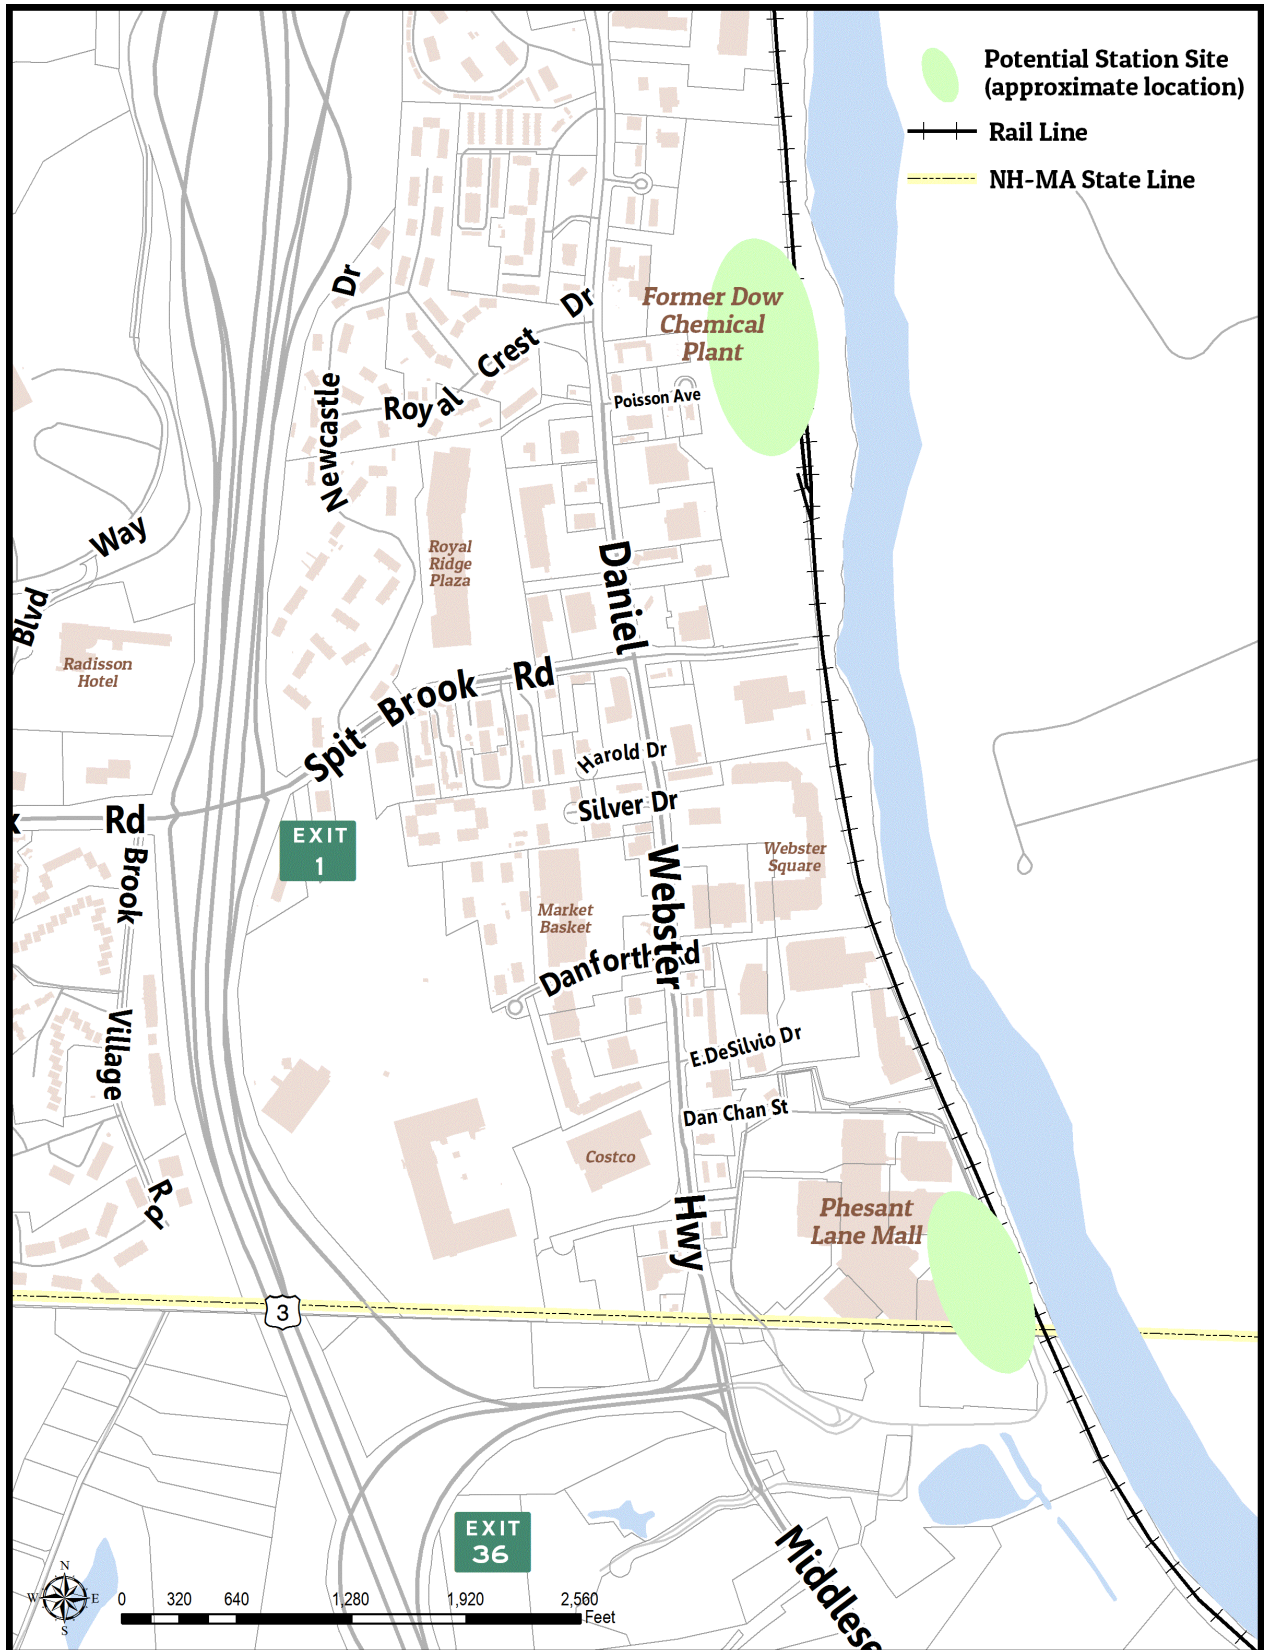 Potential Station Site
(approximate location)
Rail Line
NH-MA State Line
Newcastle Dr
Royal Crest Dr
Former Dow
Chemical
Plant
Poisson Ave
Way
Blvd
Royal
Ridge
Plaza
Daniel Webster Hwy
Radisson
Hotel
Spit Brook Rd
Harold Dr
Silver Dr
Rd
EXIT
1
Brook Village Rd
Webster
Square
Market
Basket
Danforth Rd
E.DeSilvio Dr
Dan Chan St
Costco
Phesant
Lane Mall
3
EXIT
36
Middlese
N
W E
S
0 320 640 1,280 1,920 2,560
Feet